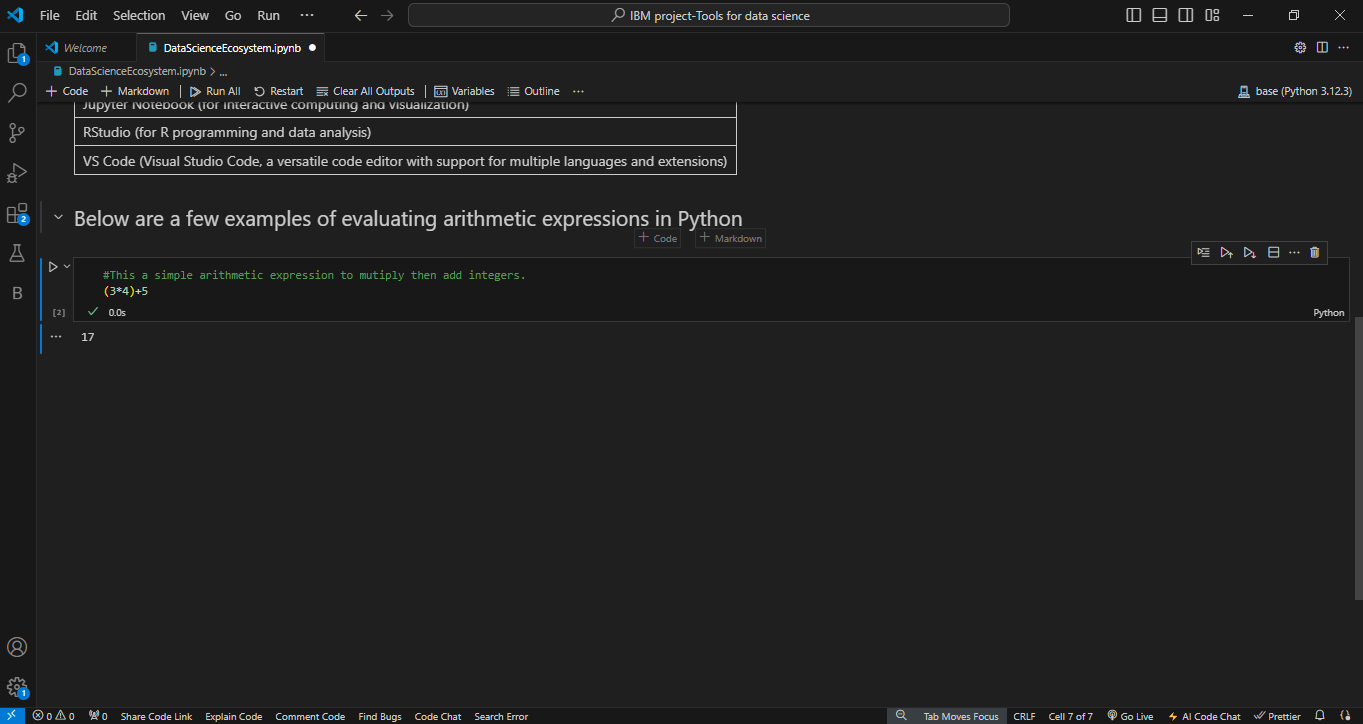 File Edit Selection View Go Run ··· IBM project-Tools for data science
Welcome DataScienceEcosystem.ipynb
1
DataScienceEcosystem.ipynb > ...
+ Code + Markdown | Run All Restart Clear All Outputs | Variables Outline ··· base (Python 3.12.3)
Jupyter Notebook (for interactive computing and visualization)
RStudio (for R programming and data analysis)
VS Code (Visual Studio Code, a versatile code editor with support for multiple languages and extensions)
2
Below are a few examples of evaluating arithmetic expressions in Python
+ Code + Markdown
#This a simple arithmetic expression to mutiply then add integers.
(3*4)+5
B
[2] 0.0s Python
··· 17
1
0 0 0 Share Code Link Explain Code Comment Code Find Bugs Code Chat Search Error Tab Moves Focus CRLF Cell 7 of 7 Go Live AI Code Chat Prettier